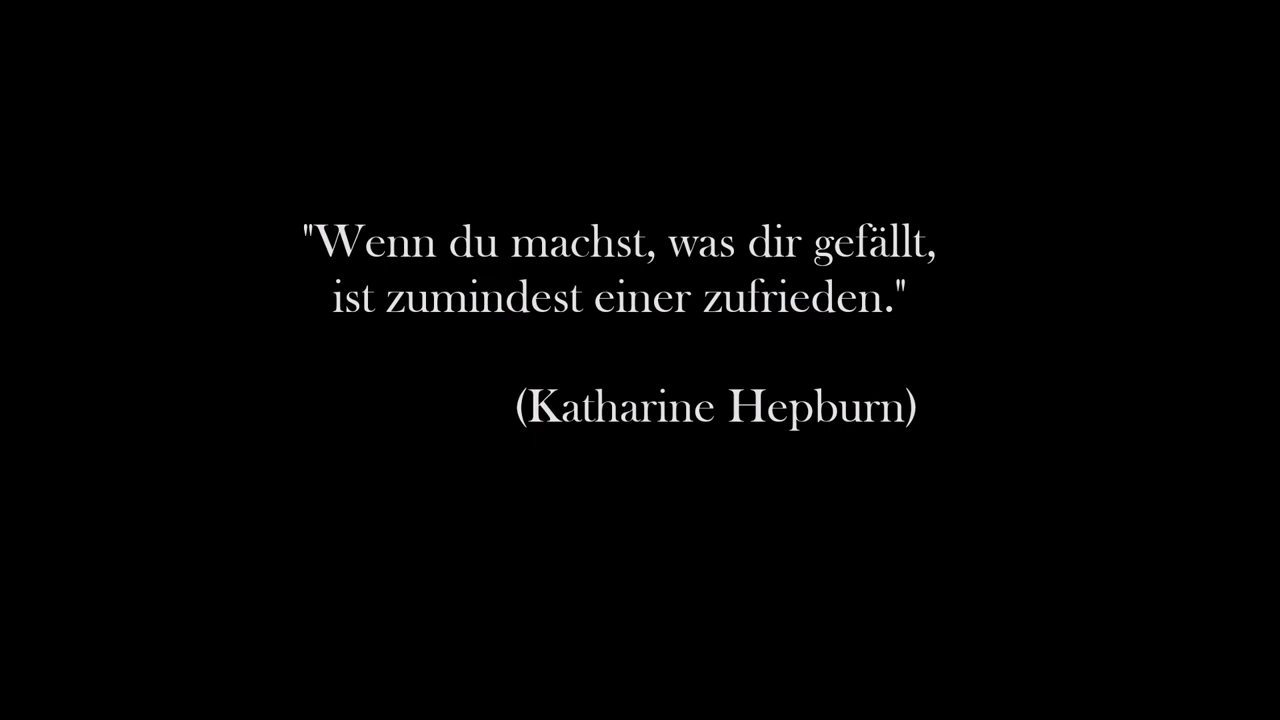 "Wenn du machst, was dir gefällt,
ist zumindest einer zufrieden."
(Katharine Hepburn)